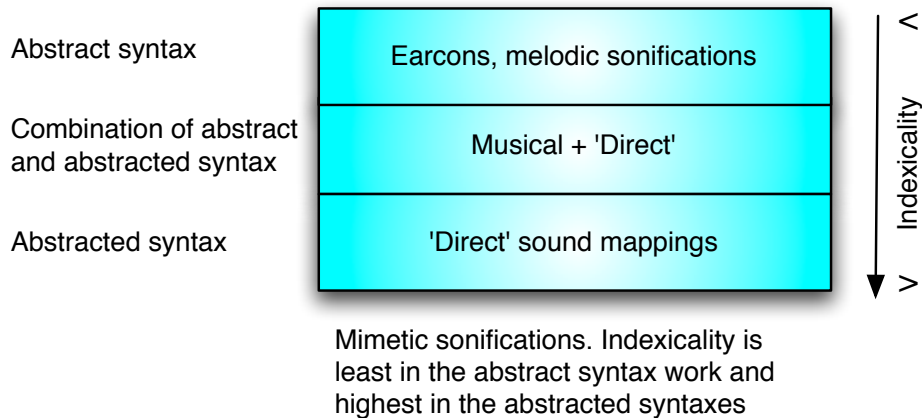 Abstract syntax
Earcons, melodic sonifications
Combination of abstract
and abstracted syntax
Musical + 'Direct'
Abstracted syntax
'Direct' sound mappings
<
Indexicality
>
Mimetic sonifications. Indexicality is
least in the abstract syntax work and
highest in the abstracted syntaxes